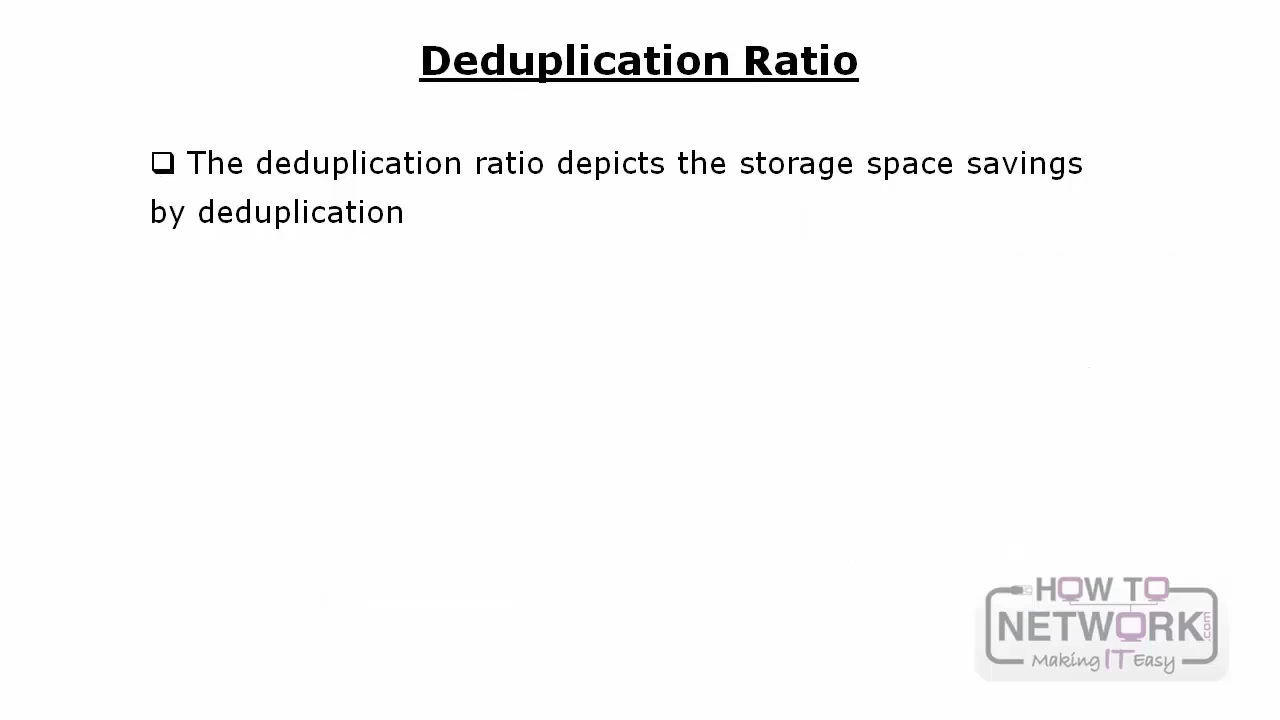 Deduplication Ratio
❑ The deduplication ratio depicts the storage space savings
by deduplication
HOW TO
NETWORK.com
Making IT Easy